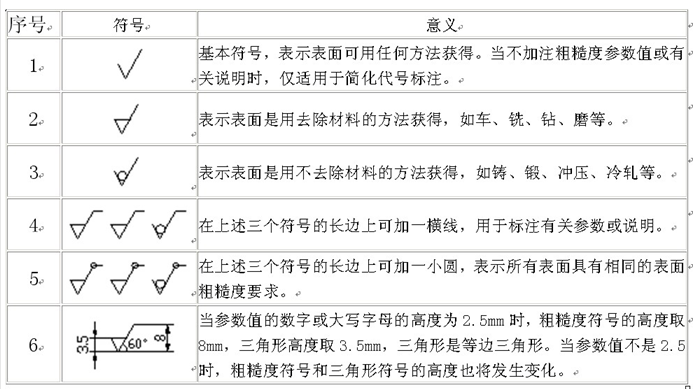 序号 符号 意义
1 基本符号，表示表面可用任何方法获得。当不加注粗糙度参数值或有
关说明时，仅适用于简化代号标注。
2 表示表面是用去除材料的方法获得，如车、铣、钻、磨等。
3 表示表面是用不去除材料的方法获得，如铸、锻、冲压、冷轧等。
4 在上述三个符号的长边上可加一横线，用于标注有关参数或说明。
5 在上述三个符号的长边上可加一小圆，表示所有表面具有相同的表面
粗糙度要求。
6 3.5 60° 8 当参数值的数字或大写字母的高度为 2.5mm 时，粗糙度符号的高度取
8mm，三角形高度取 3.5mm，三角形是等边三角形。当参数值不是 2.5
时，粗糙度符号和三角形符号的高度也将发生变化。